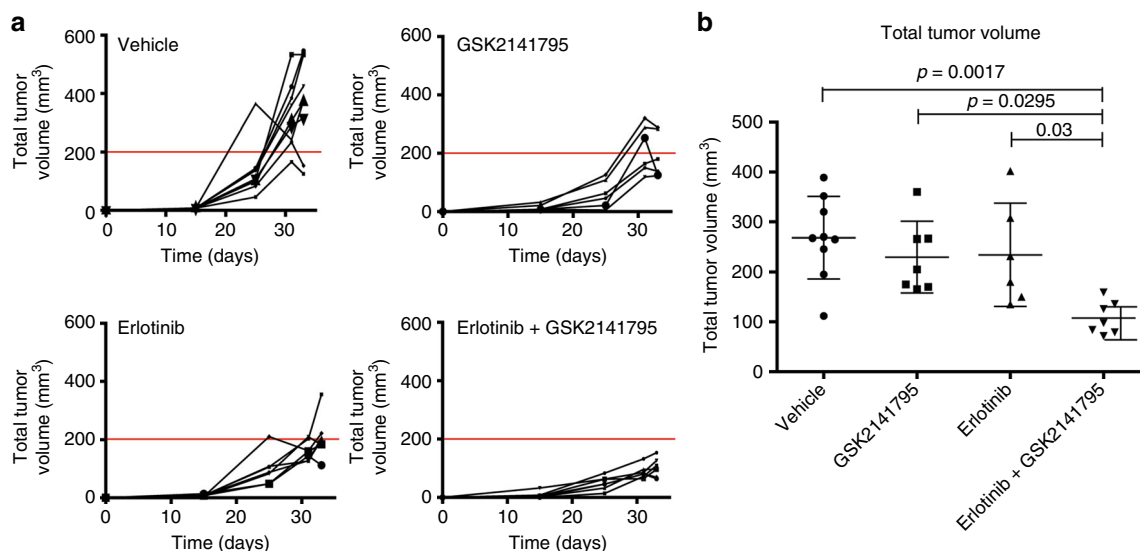 a
Vehicle
GSK2141795
Total tumor
volume (mm³)
600
400
200
0
0 10 20 30
Time (days)
Total tumor
volume (mm³)
600
400
200
0
0 10 20 30
Time (days)
Erlotinib
Erlotinib + GSK2141795
Total tumor
volume (mm³)
600
400
200
0
0 10 20 30
Time (days)
Total tumor
volume (mm³)
600
400
200
0
0 10 20 30
Time (days)
b
Total tumor volume
p = 0.0017
p = 0.0295
0.03
Total tumor volume (mm³)
500
400
300
200
100
0
Vehicle
GSK2141795
Erlotinib
Erlotinib + GSK2141795